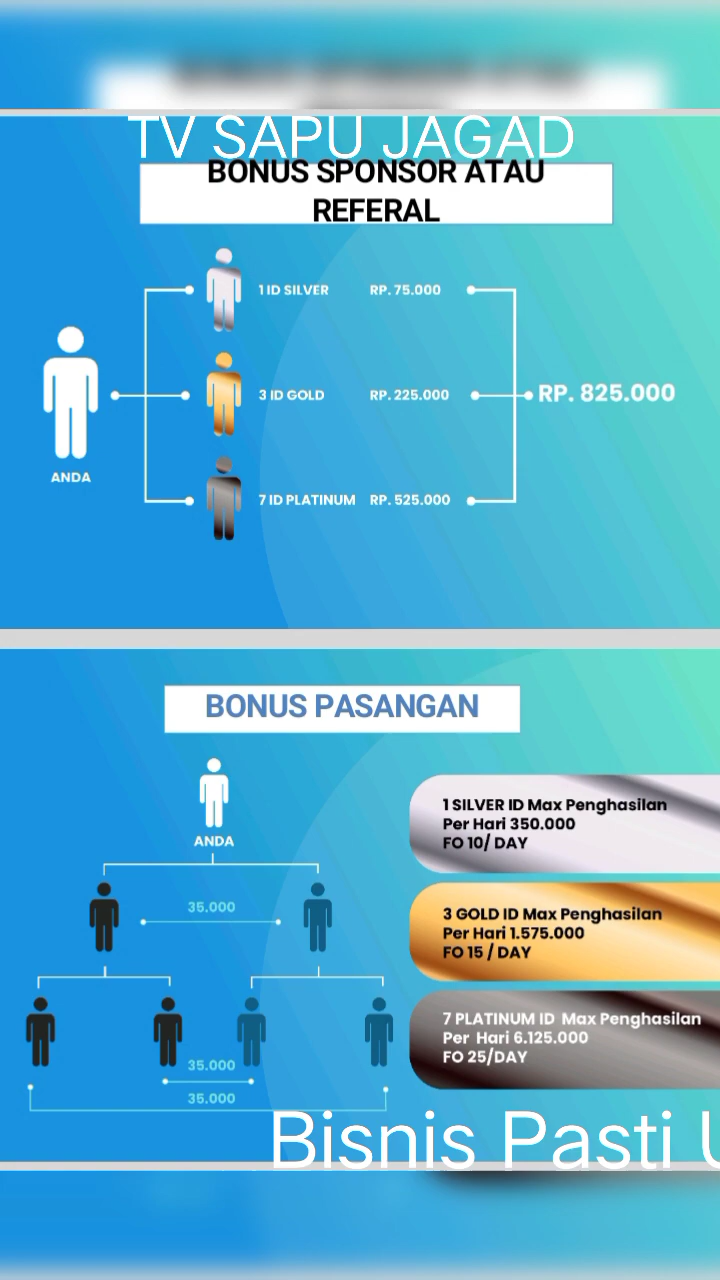 TV SAPU JAGAD
BONUS SPONSOR ATAU
REFERAL
1 ID SILVER RP. 75.000
3 ID GOLD RP. 225.000
RP. 825.000
7 ID PLATINUM RP. 525.000
ANDA
BONUS PASANGAN
ANDA
35.000
35.000
35.000
1 SILVER ID Max Penghasilan
Per Hari 350.000
FO 10/ DAY
3 GOLD ID Max Penghasilan
Per Hari 1.575.000
FO 15 / DAY
7 PLATINUM ID Max Penghasilan
Per Hari 6.125.000
FO 25/DAY
Bisnis Pasti